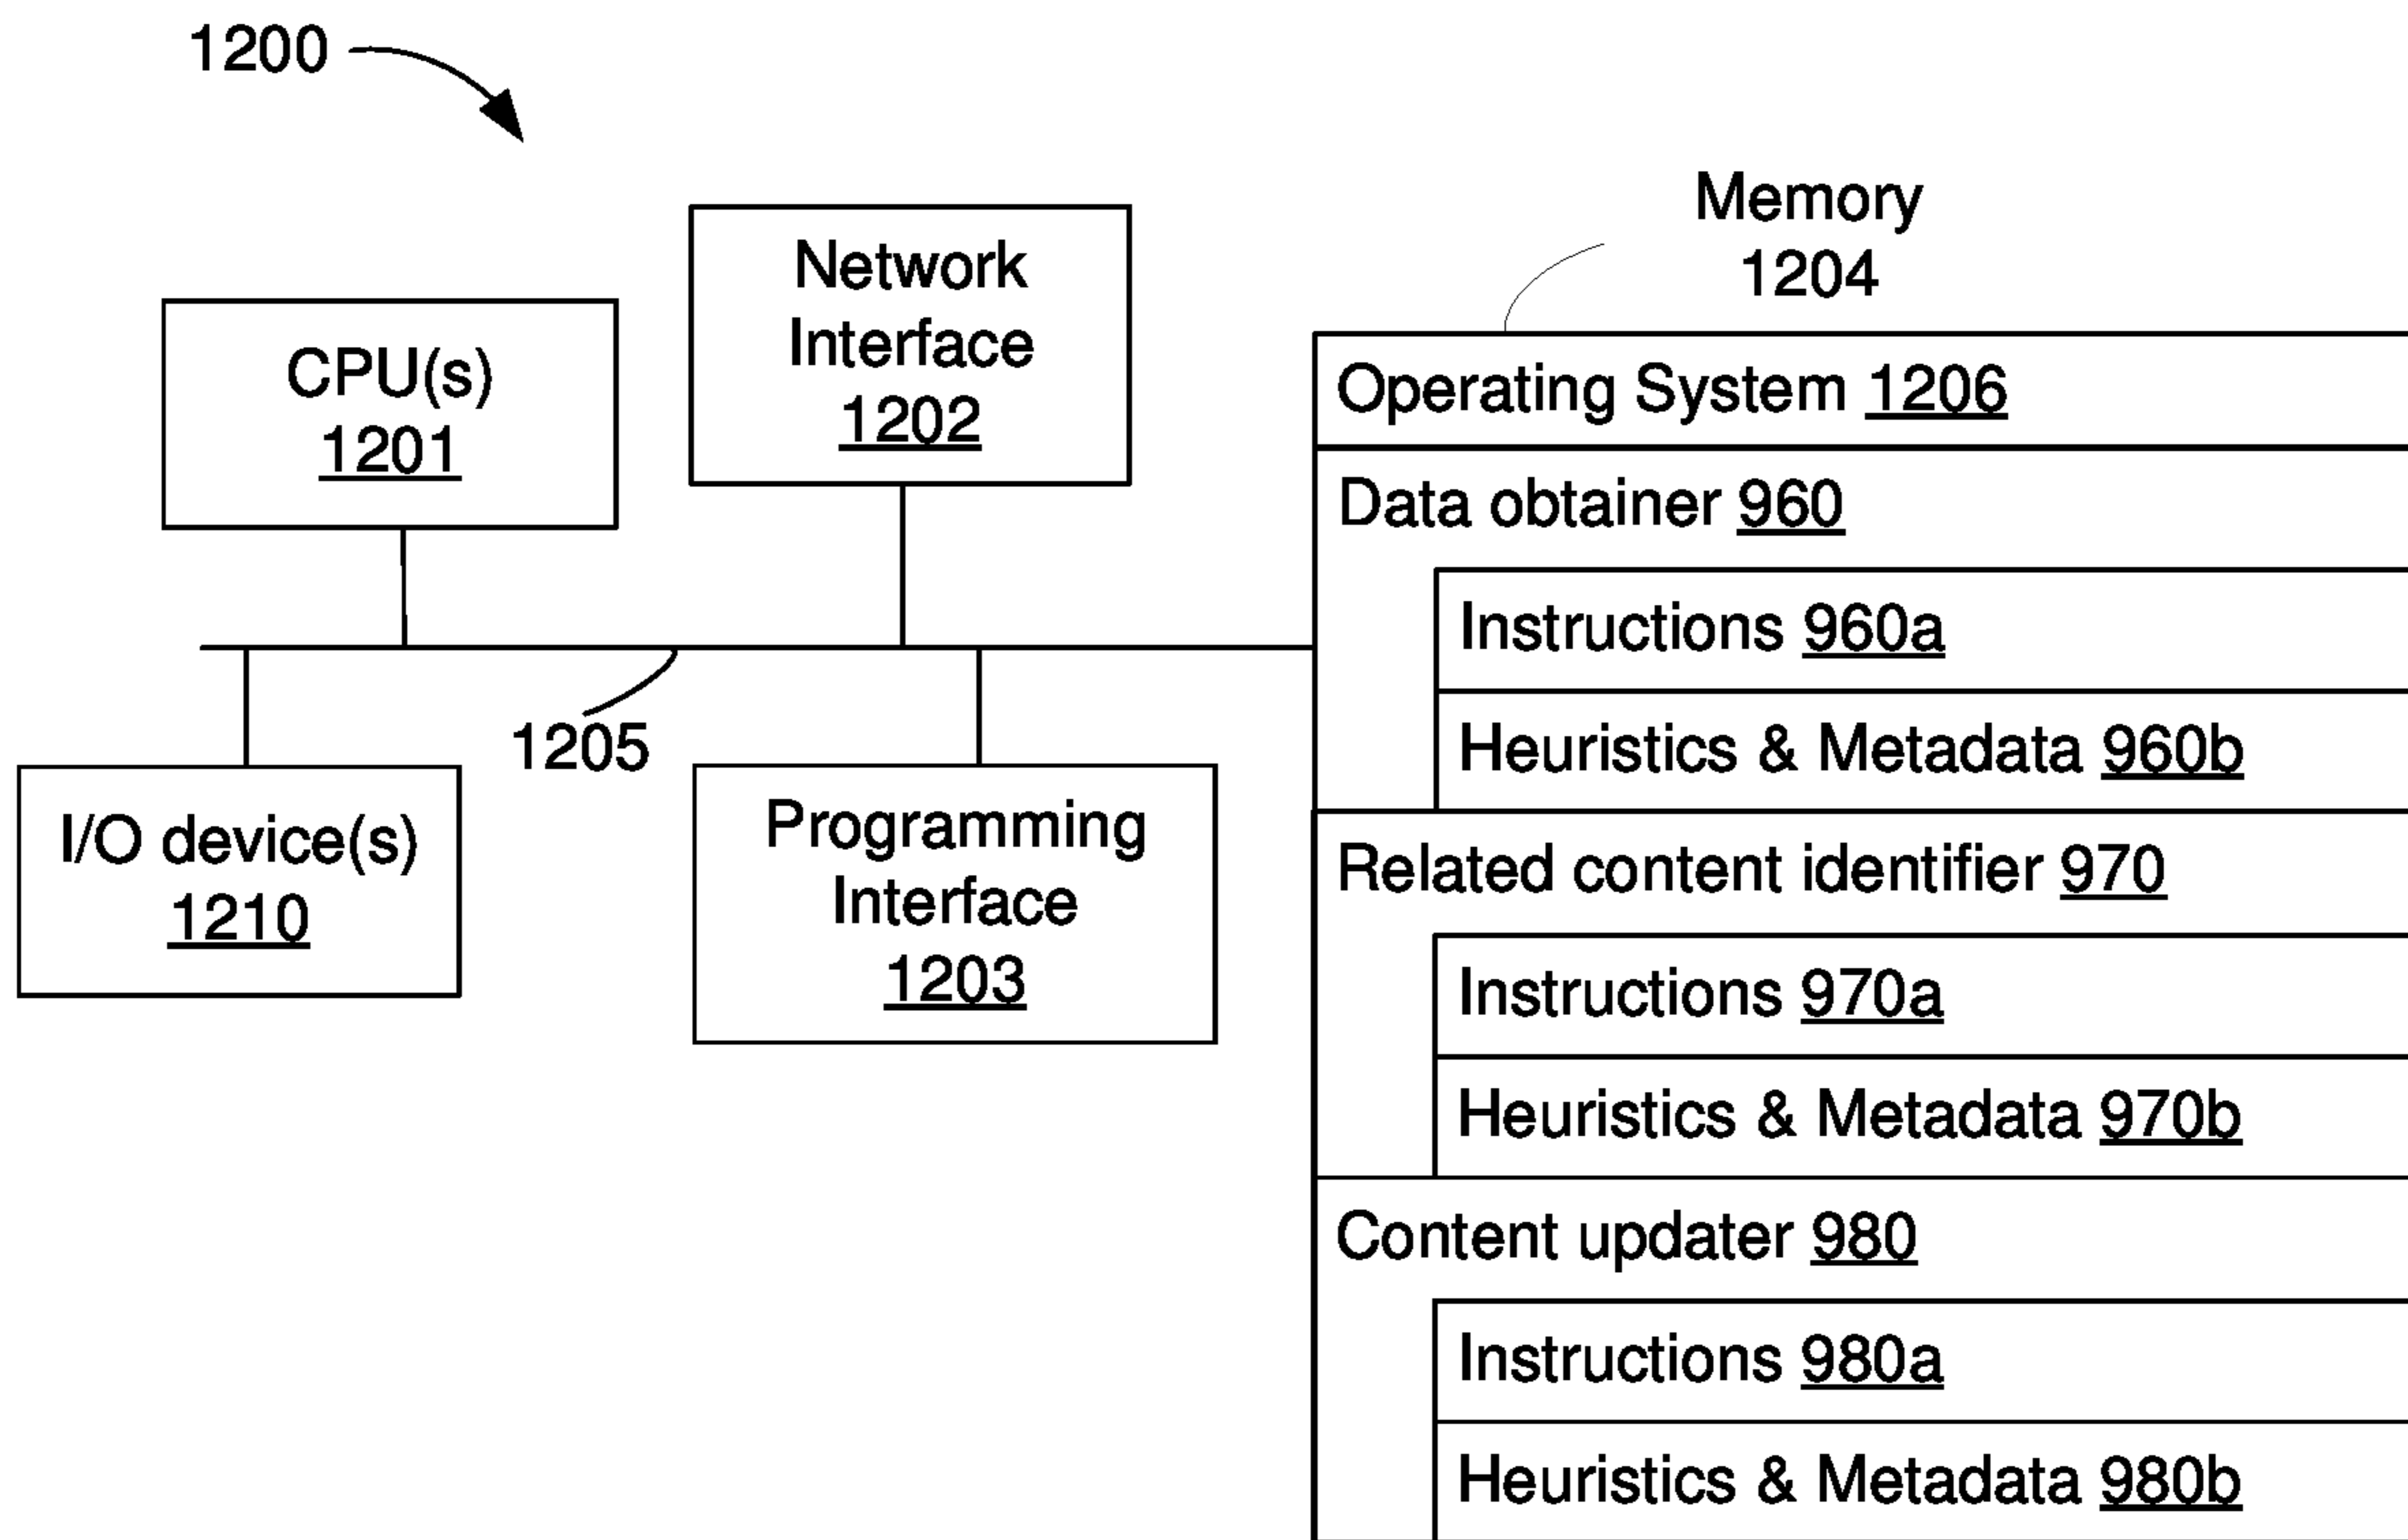 1200
CPU(s)
1201
Network
Interface
1202
Memory
1204
1205
I/O device(s)
1210
Programming
Interface
1203
Operating System 1206
Data obtainer 960
Instructions 960a
Heuristics & Metadata 960b
Related content identifier 970
Instructions 970a
Heuristics & Metadata 970b
Content updater 980
Instructions 980a
Heuristics & Metadata 980b